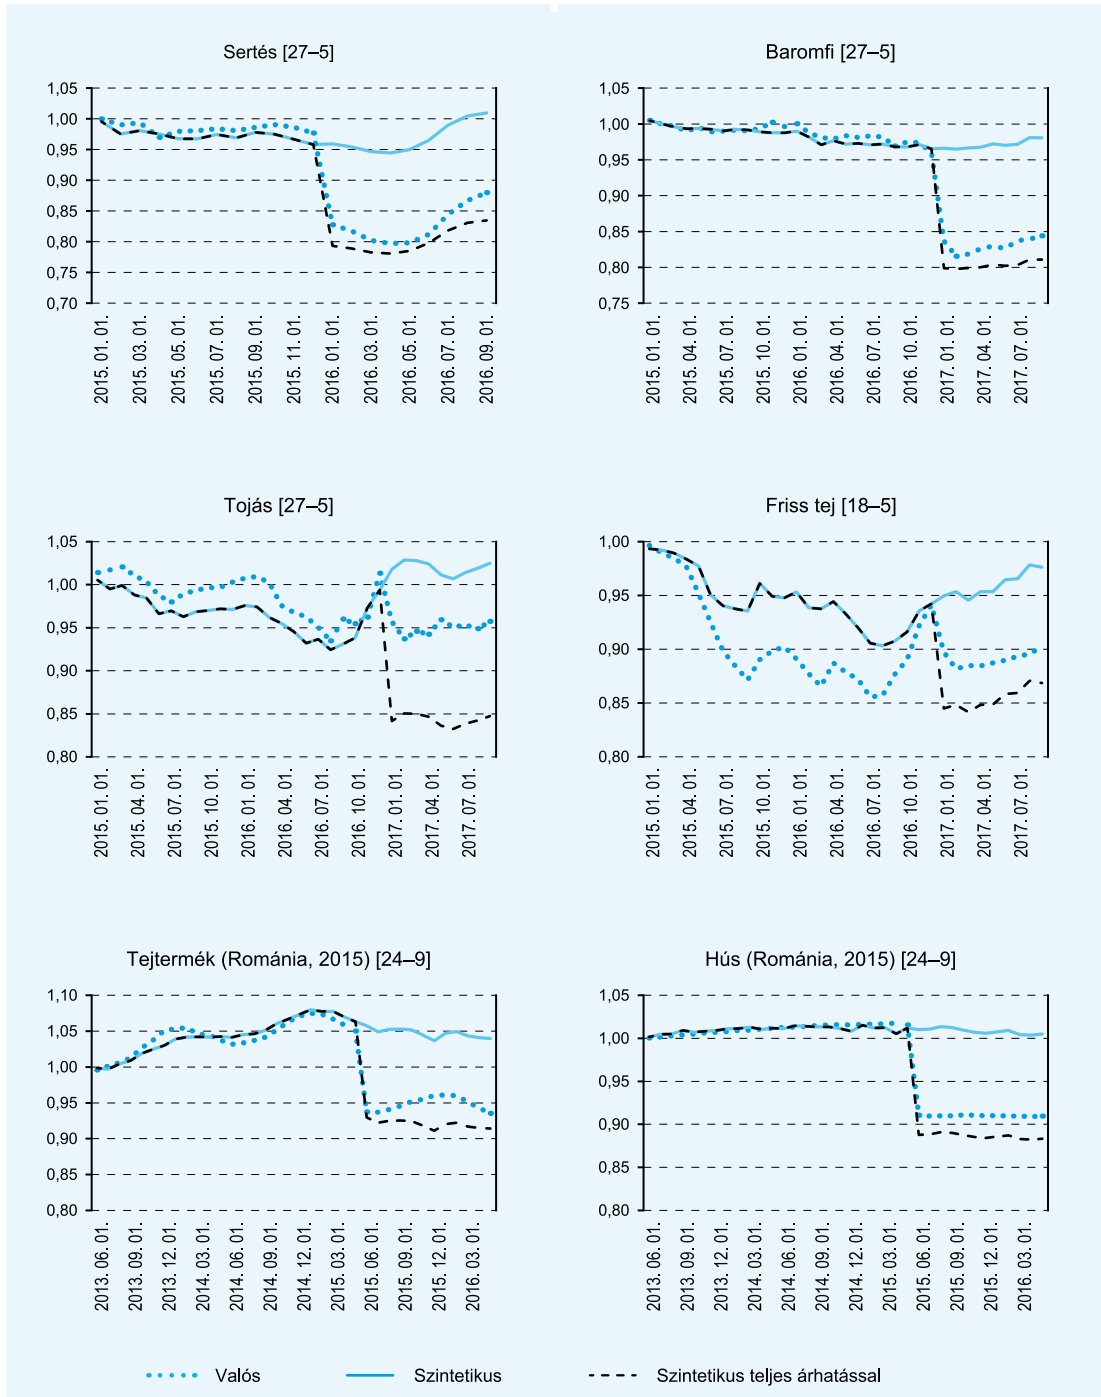 Sertés [27–5]
1,05
1,00
0,95
0,90
0,85
0,80
0,75
0,70
2015. 01. 01.
2015. 03. 01.
2015. 05. 01.
2015. 07. 01.
2015. 09. 01.
2015. 11. 01.
2016. 01. 01.
2016. 03. 01.
2016. 05. 01.
2016. 07. 01.
2016. 09. 01.
Baromfi [27–5]
1,05
1,00
0,95
0,90
0,85
0,80
0,75
2015. 01. 01.
2015. 04. 01.
2015. 07. 01.
2015. 10. 01.
2016. 01. 01.
2016. 04. 01.
2016. 07. 01.
2016. 10. 01.
2017. 01. 01.
2017. 04. 01.
2017. 07. 01.
Tojás [27–5]
1,05
1,00
0,95
0,90
0,85
0,80
2015. 01. 01.
2015. 04. 01.
2015. 07. 01.
2015. 10. 01.
2016. 01. 01.
2016. 04. 01.
2016. 07. 01.
2016. 10. 01.
2017. 01. 01.
2017. 04. 01.
2017. 07. 01.
Friss tej [18–5]
1,00
0,95
0,90
0,85
0,80
2015. 01. 01.
2015. 04. 01.
2015. 07. 01.
2015. 10. 01.
2016. 01. 01.
2016. 04. 01.
2016. 07. 01.
2016. 10. 01.
2017. 01. 01.
2017. 04. 01.
2017. 07. 01.
Tejtermék (Románia, 2015) [24–9]
1,10
1,05
1,00
0,95
0,90
0,85
0,80
2013. 06. 01.
2013. 09. 01.
2013. 12. 01.
2014. 03. 01.
2014. 06. 01.
2014. 09. 01.
2014. 12. 01.
2015. 03. 01.
2015. 06. 01.
2015. 09. 01.
2015. 12. 01.
2016. 03. 01.
Hús (Románia, 2015) [24–9]
1,05
1,00
0,95
0,90
0,85
0,80
2013. 06. 01.
2013. 09. 01.
2013. 12. 01.
2014. 03. 01.
2014. 06. 01.
2014. 09. 01.
2014. 12. 01.
2015. 03. 01.
2015. 06. 01.
2015. 09. 01.
2015. 12. 01.
2016. 03. 01.
Valós
Szintetikus
Szintetikus teljes árhatással